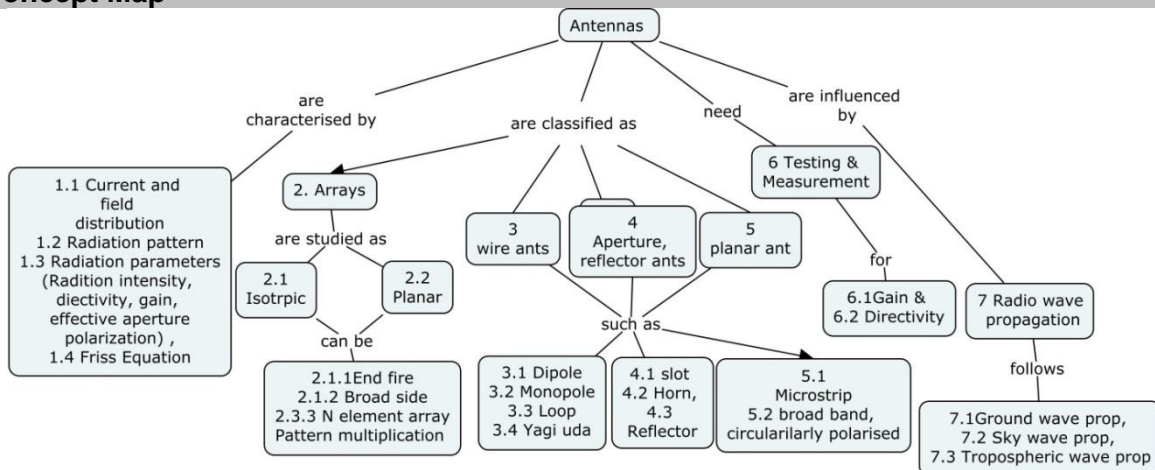 Antennas
are
characterised by
are classified as
need
are influenced
by
1.1 Current and
field
distribution
1.2 Radiation pattern
1.3 Radiation parameters
(Radition intensity,
diectivity, gain,
effective aperture
polarization) ,
1.4 Friss Equation
2. Arrays
are studied as
2.1
Isotrpic
2.2
Planar
can be
2.1.1End fire
2.1.2 Broad side
2.3.3 N element array
Pattern multiplication
3
wire ants
4
Aperture,
reflector ants
5
planar ant
such as
3.1 Dipole
3.2 Monopole
3.3 Loop
3.4 Yagi uda
4.1 slot
4.2 Horn,
4.3
Reflector
5.1
Microstrip
5.2 broad band,
circularilarly polarised
6 Testing &
Measurement
for
6.1Gain &
6.2 Directivity
7 Radio wave
propagation
follows
7.1Ground wave prop,
7.2 Sky wave prop,
7.3 Tropospheric wave prop